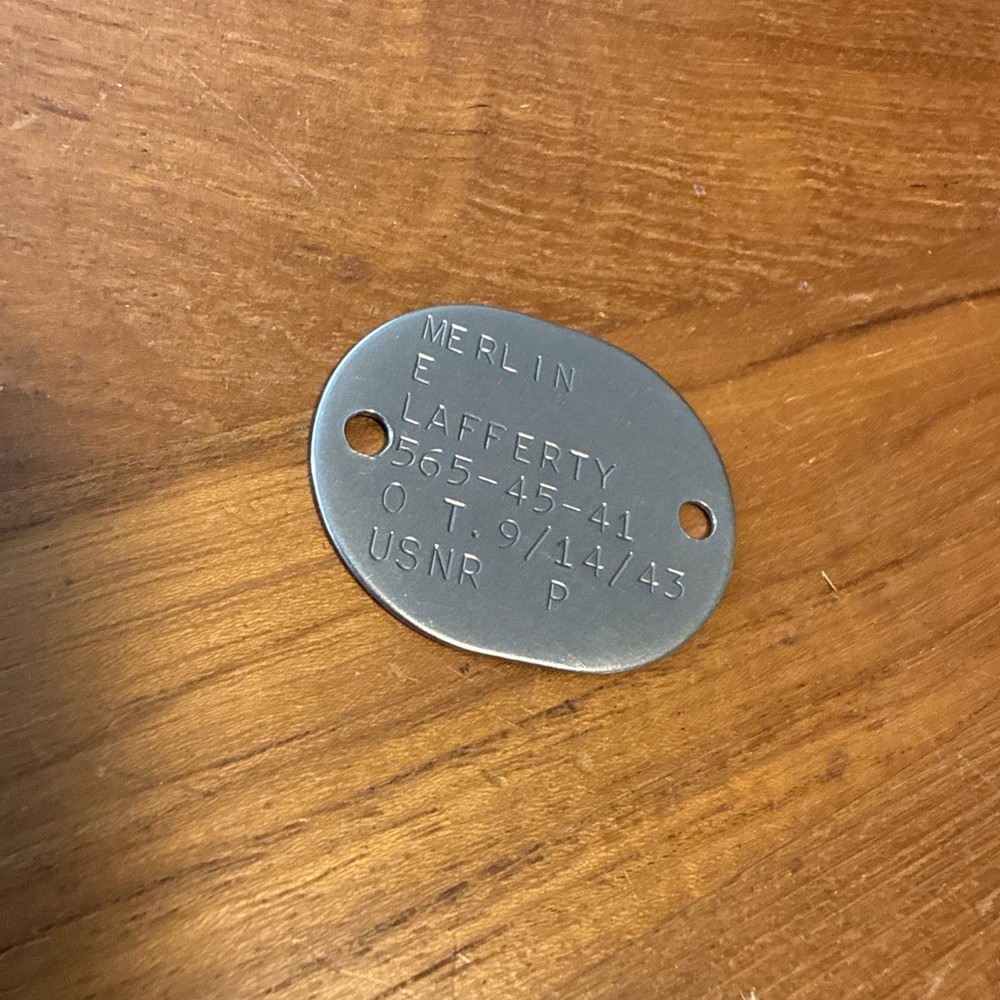 MERLIN
E
LAFFERTY
565-45-41
O T. 9/14/43
USNR P